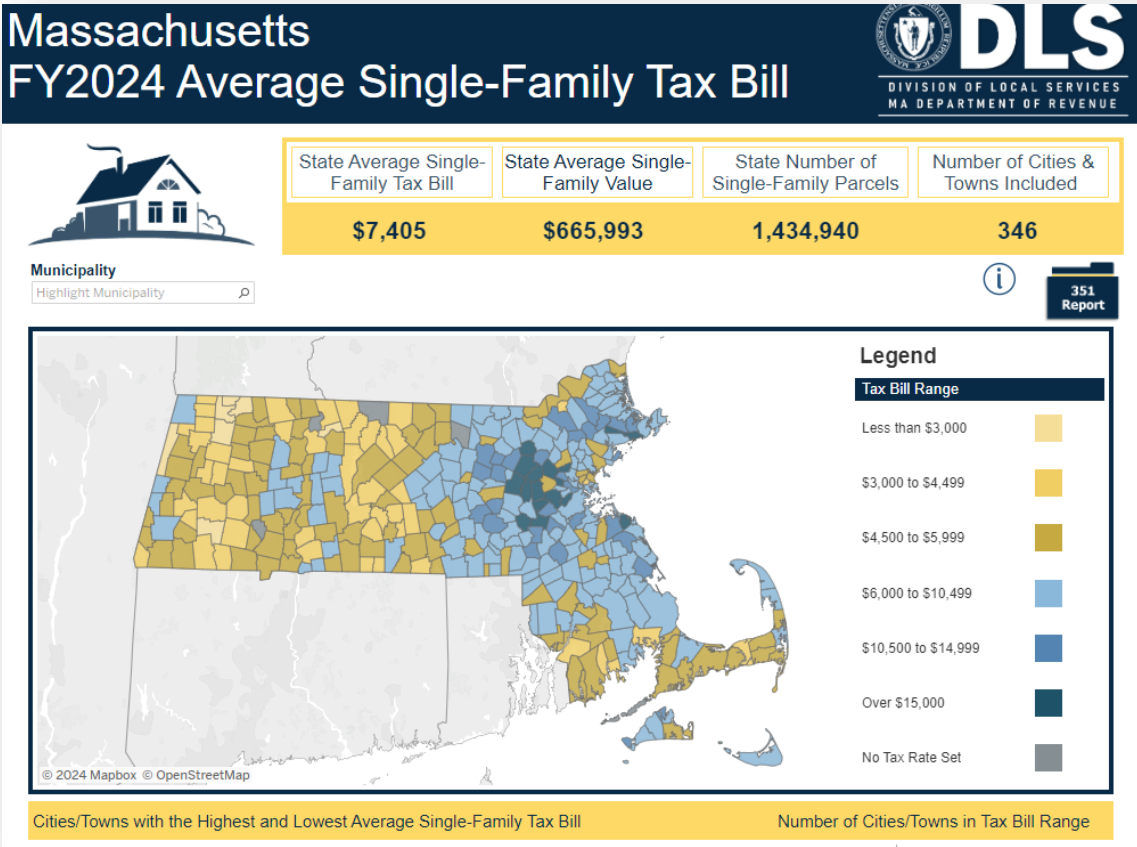 Massachusetts
FY2024 Average Single-Family Tax Bill
DLS
DIVISION OF LOCAL SERVICES
MA DEPARTMENT OF REVENUE
State Average Single-
Family Tax Bill
State Average Single-
Family Value
State Number of
Single-Family Parcels
Number of Cities &
Towns Included
$7,405
$665,993
1,434,940
346
Municipality
Highlight Municipality
i
351
Report
Legend
Tax Bill Range
Less than $3,000
$3,000 to $4,499
$4,500 to $5,999
$6,000 to $10,499
$10,500 to $14,999
Over $15,000
No Tax Rate Set
© 2024 Mapbox © OpenStreetMap
Cities/Towns with the Highest and Lowest Average Single-Family Tax Bill
Number of Cities/Towns in Tax Bill Range